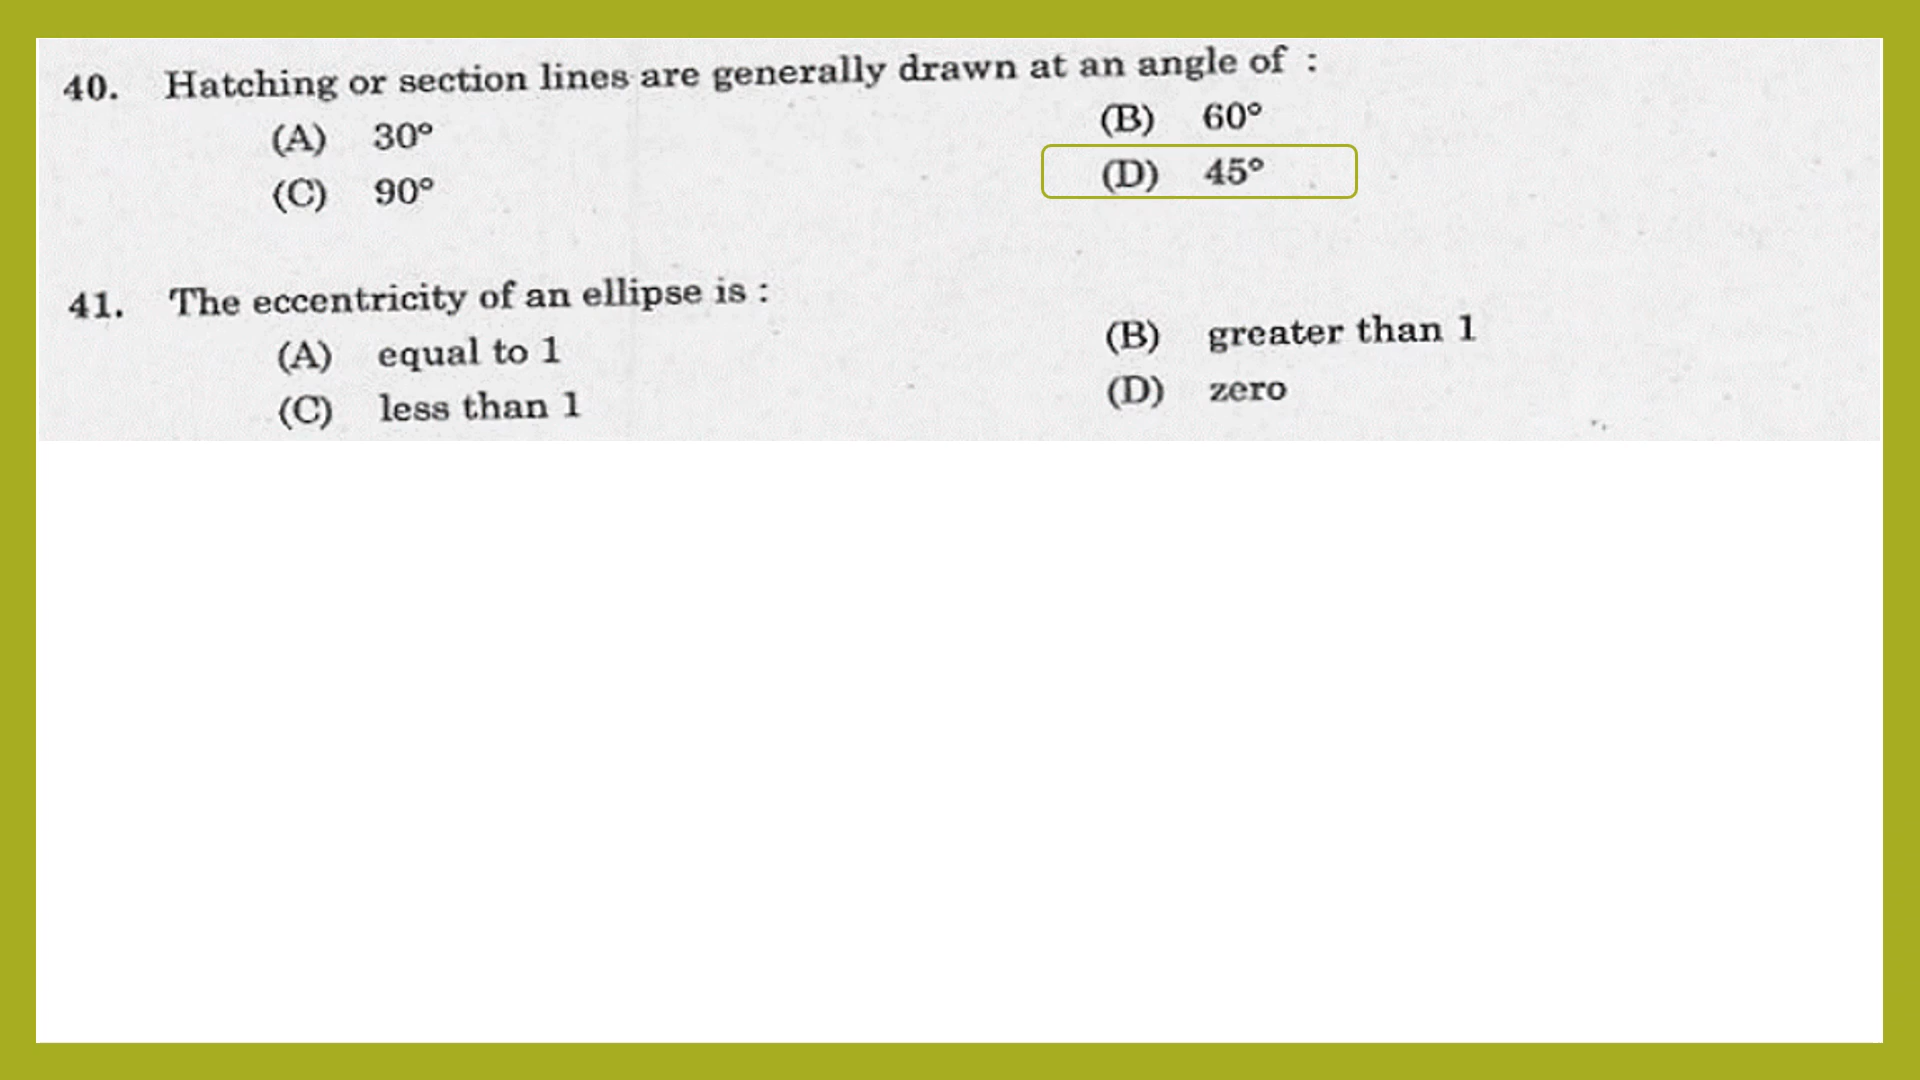 40. Hatching or section lines are generally drawn at an angle of :
(A) 30° (B) 60°
(C) 90° (D) 45°
41. The eccentricity of an ellipse is :
(A) equal to 1 (B) greater than 1
(C) less than 1 (D) zero